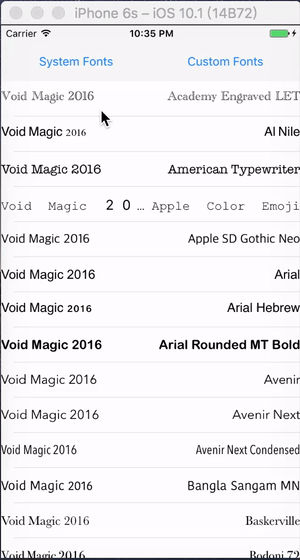 iPhone 6s – iOS 10.1 (14B72)
Carrier 10:35 PM
System Fonts Custom Fonts
Void Magic 2016 Academy Engraved LET
Void Magic 2016 Al Nile
Void Magic 2016 American Typewriter
Void Magic 20… Apple Color Emoji
Void Magic 2016 Apple SD Gothic Neo
Void Magic 2016 Arial
Void Magic 2016 Arial Hebrew
Void Magic 2016 Arial Rounded MT Bold
Void Magic 2016 Avenir
Void Magic 2016 Avenir Next
Void Magic 2016 Avenir Next Condensed
Void Magic 2016 Bangla Sangam MN
Void Magic 2016 Baskerville
Void Magic 2016 Bodoni 72